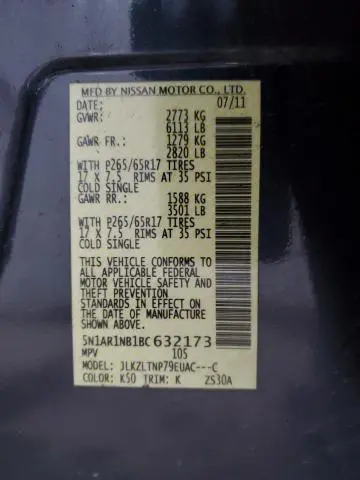 MFD BY NISSAN MOTOR CO., LTD.
DATE: 07/11
GVWR: 2773 KG
6113 LB
GAWR FR.: 1279 KG
2820 LB
WITH P265/65R17 TIRES
17 X 7.5 RIMS AT 35 PSI
COLD SINGLE
GAWR RR.: 1588 KG
3501 LB
WITH P265/65R17 TIRES
17 X 7.5 RIMS AT 35 PSI
COLD SINGLE
THIS VEHICLE CONFORMS TO
ALL APPLICABLE FEDERAL
MOTOR VEHICLE SAFETY
STANDARDS IN EFFECT ON
THE DATE OF MANUFACTURE
SHOWN ABOVE.
5N1AR1NB1BC 632173
MPV 105
MODEL: JLKZLTNP79EUAC---C
COLOR: K50 TRIM: K ZS30A